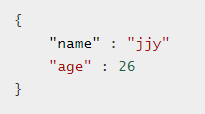 {
    "name" : "jjy"
    "age" : 26
}